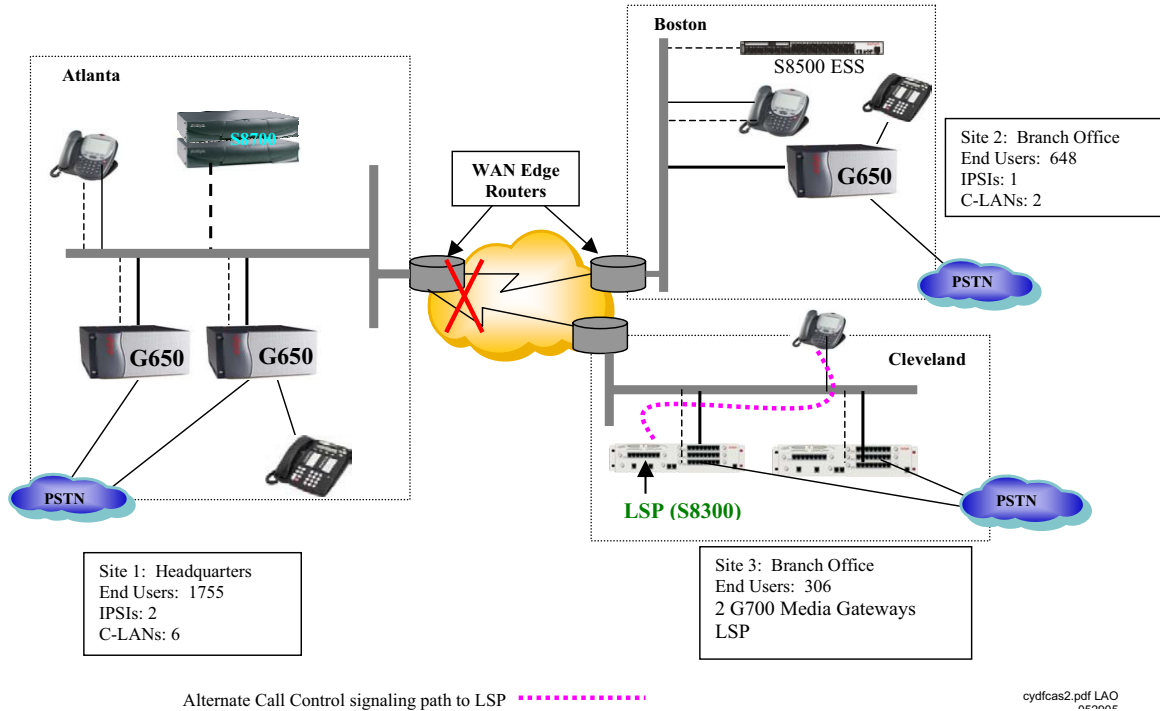 Boston
S8500 ESS
Atlanta
S8700
WAN Edge
Routers
G650
Site 2: Branch Office
End Users: 648
IPSIs: 1
C-LANs: 2
PSTN
G650
G650
Cleveland
PSTN
LSP (S8300)
PSTN
Site 1: Headquarters
End Users: 1755
IPSIs: 2
C-LANs: 6
Site 3: Branch Office
End Users: 306
2 G700 Media Gateways
LSP
Alternate Call Control signaling path to LSP
cydfcas2.pdf LAO